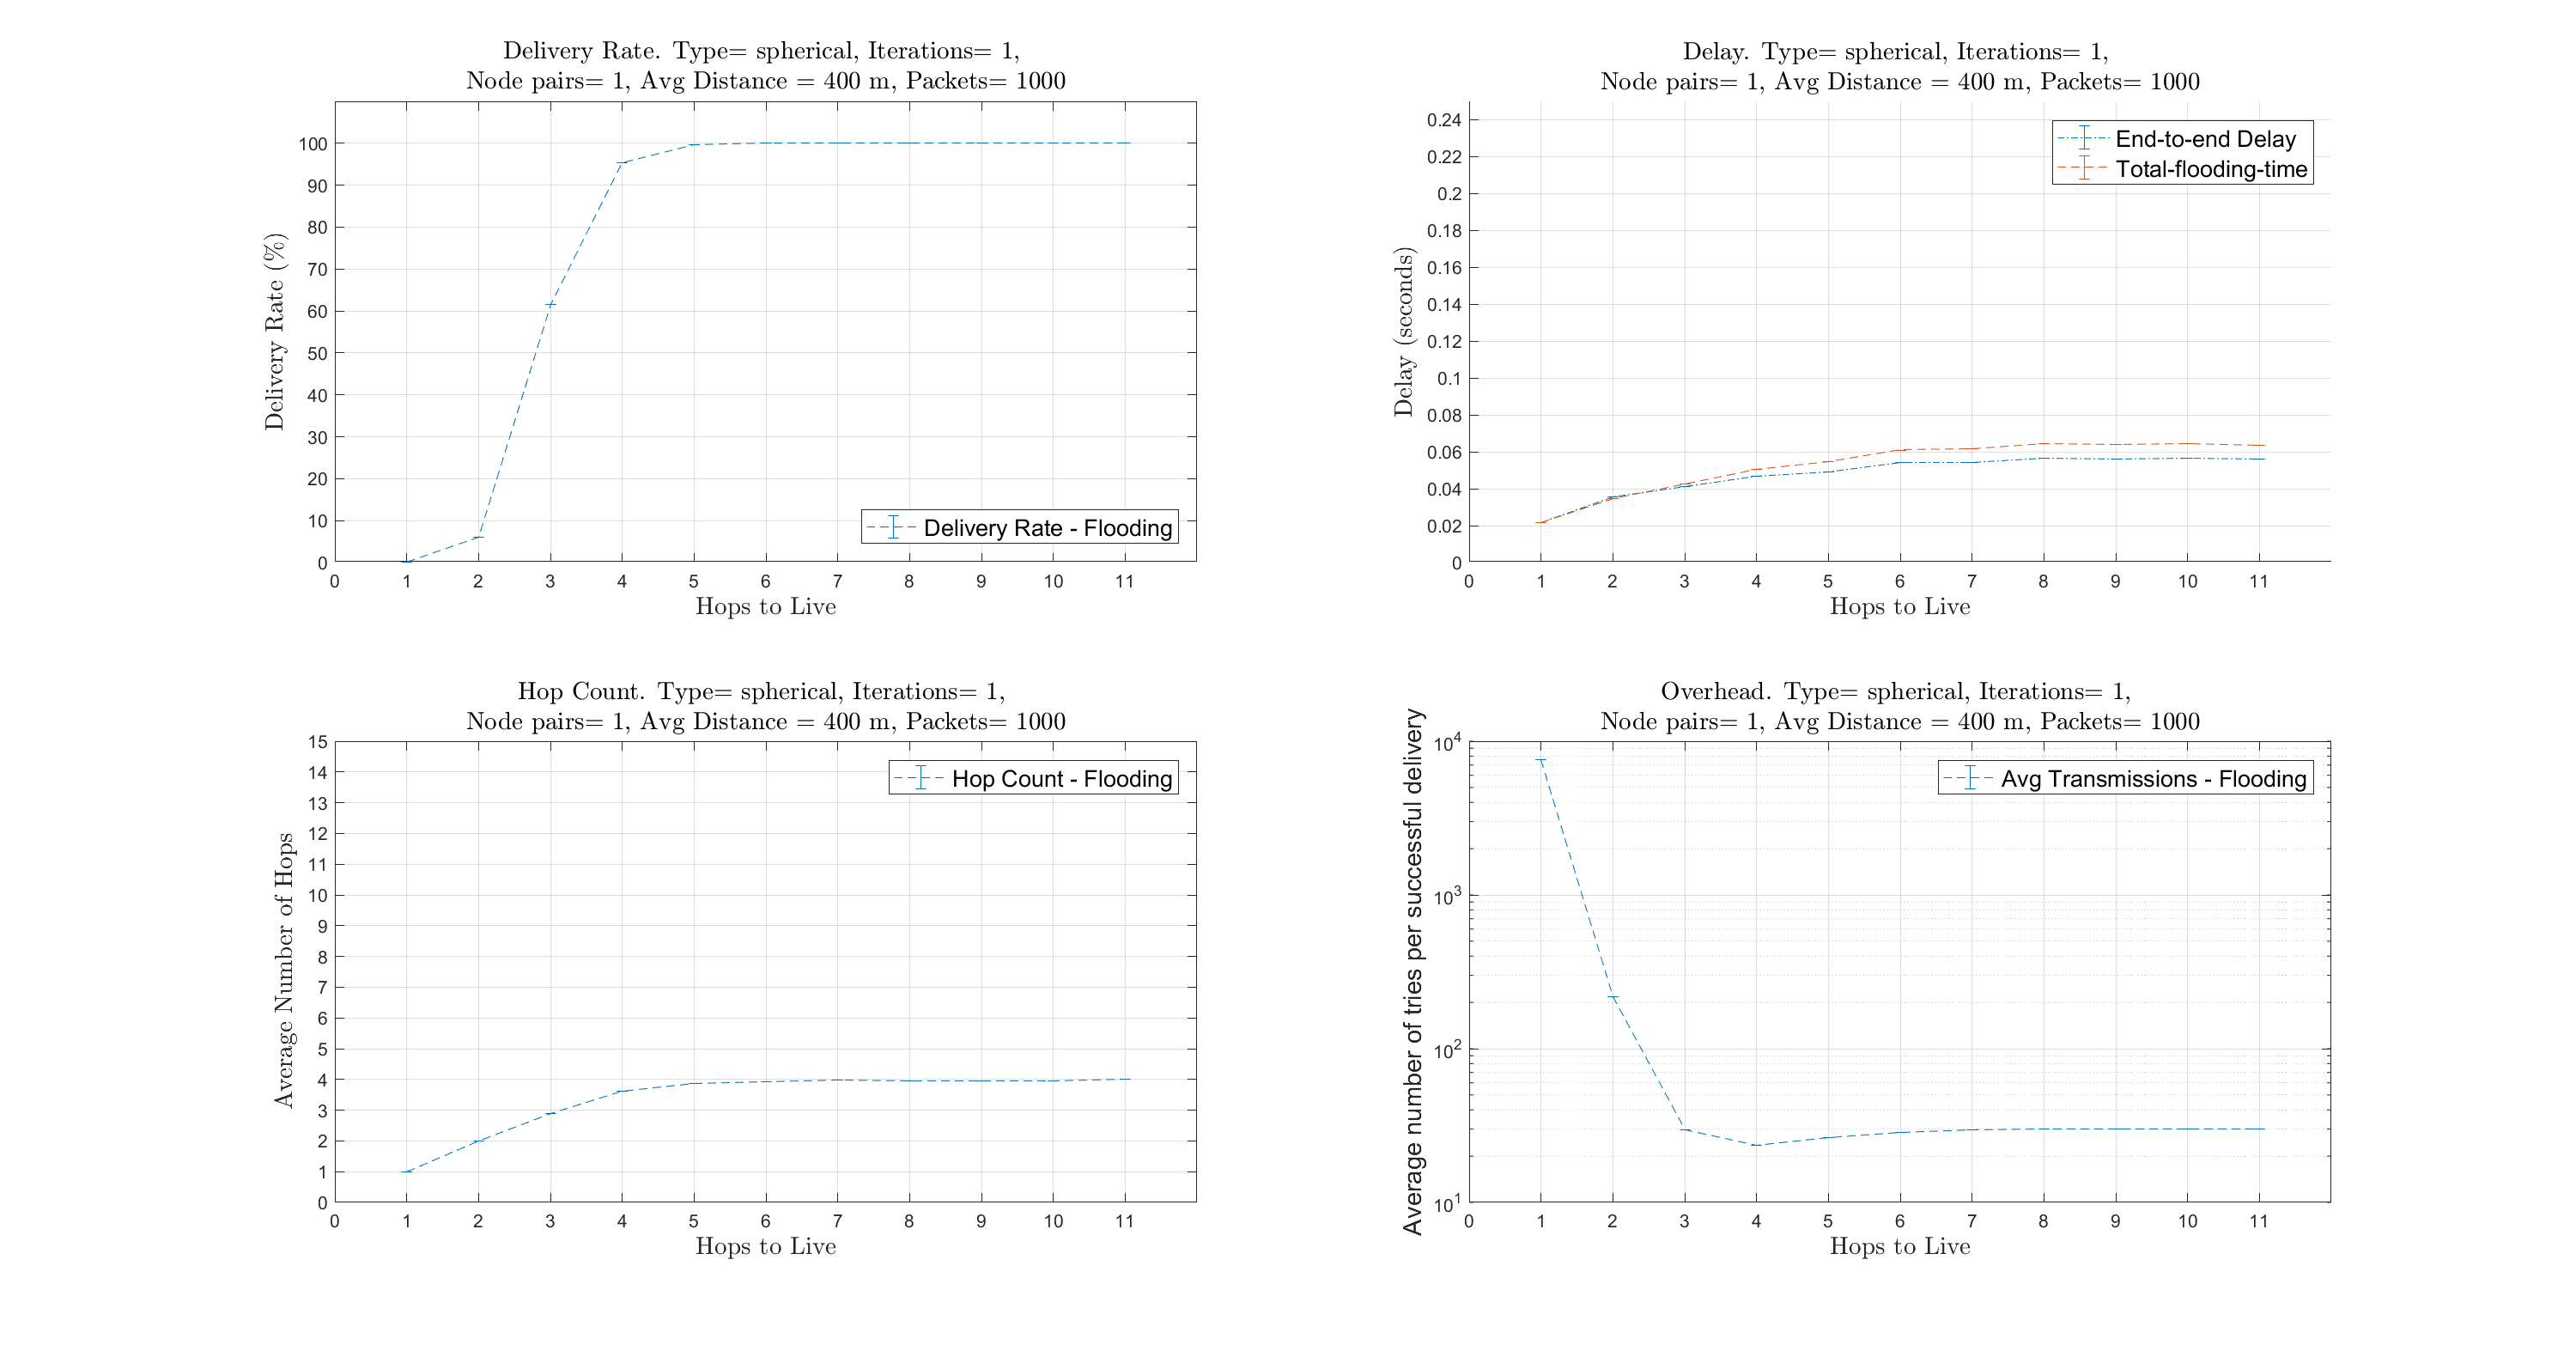 Delivery Rate. Type= spherical, Iterations= 1,
Node pairs= 1, Avg Distance = 400 m, Packets= 1000
Delivery Rate (%)
100
90
80
70
60
50
40
30
20
10
0
Delivery Rate - Flooding
0 1 2 3 4 5 6 7 8 9 10 11
Hops to Live
Delay. Type= spherical, Iterations= 1,
Node pairs= 1, Avg Distance = 400 m, Packets= 1000
Delay (seconds)
0.24
0.22
0.2
0.18
0.16
0.14
0.12
0.1
0.08
0.06
0.04
0.02
0
End-to-end Delay
Total-flooding-time
0 1 2 3 4 5 6 7 8 9 10 11
Hops to Live
Hop Count. Type= spherical, Iterations= 1,
Node pairs= 1, Avg Distance = 400 m, Packets= 1000
Average Number of Hops
15
14
13
12
11
10
9
8
7
6
5
4
3
2
1
0
Hop Count - Flooding
0 1 2 3 4 5 6 7 8 9 10 11
Hops to Live
Overhead. Type= spherical, Iterations= 1,
Node pairs= 1, Avg Distance = 400 m, Packets= 1000
Average number of tries per successful delivery
10⁴
10³
10²
10¹
Avg Transmissions - Flooding
0 1 2 3 4 5 6 7 8 9 10 11
Hops to Live